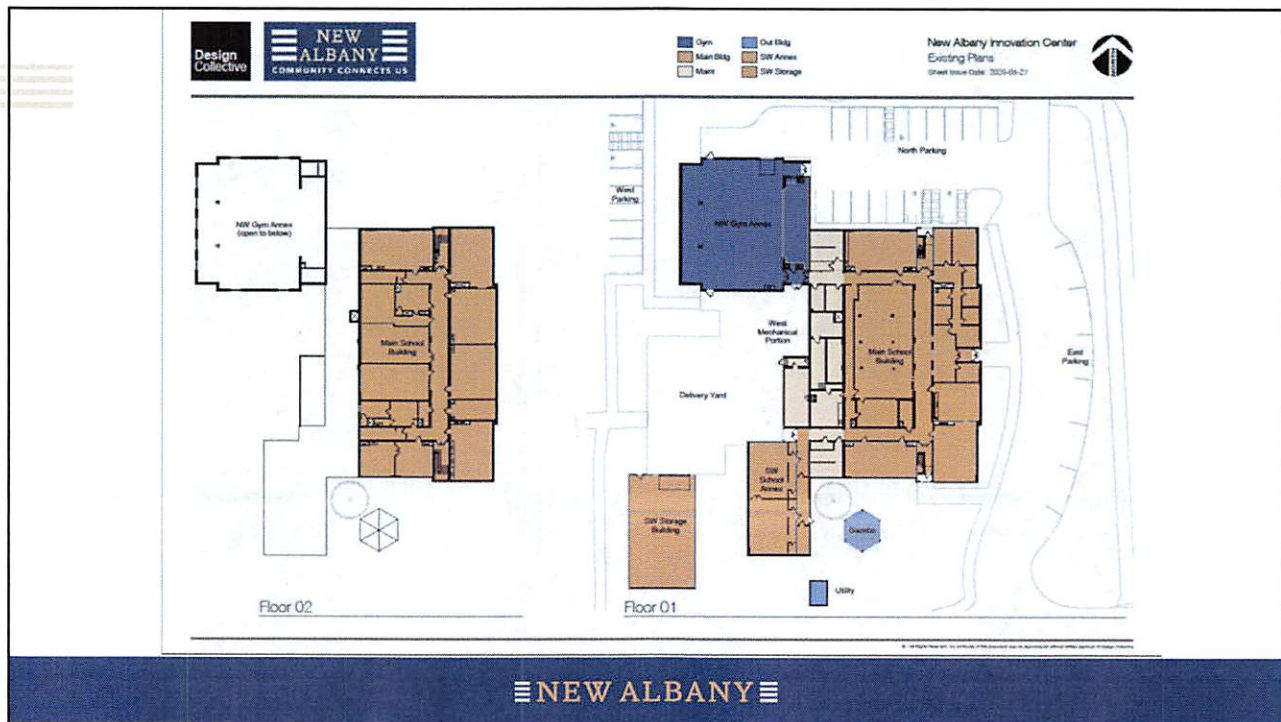 Design
Collective
NEW
ALBANY
COMMUNITY CONNECTS US
Gym
Main Bldg
Maint
Out Bldg
SW Annex
SW Storage
New Albany Innovation Center
Existing Plans
Sheet Issue Date:
NW Gym Annex
(open to below)
Main School
Building
Floor 02
West
Parking
North Parking
NW Gym Annex
West
Mechanical
Portion
Main School
Building
East
Parking
Delivery Yard
SW
School
Annex
SW Storage
Building
Gazebo
Utility
Floor 01
NEW ALBANY